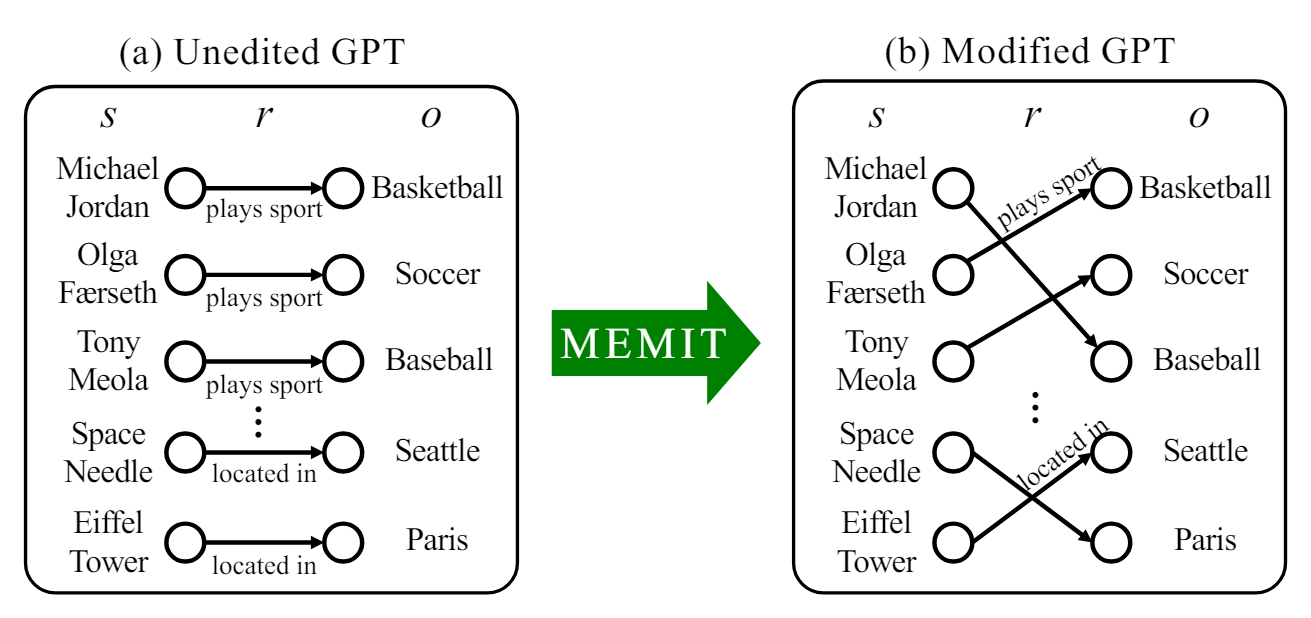 (a) Unedited GPT
s r o
Michael
Jordan
plays sport
Basketball
Olga
Færseth
plays sport
Soccer
Tony
Meola
plays sport
Baseball
⋮
Space
Needle
located in
Seattle
Eiffel
Tower
located in
Paris
MEMIT
(b) Modified GPT
s r o
Michael
Jordan
plays sport
Basketball
Olga
Færseth
Soccer
Tony
Meola
Baseball
⋮
Space
Needle
located in
Seattle
Eiffel
Tower
Paris